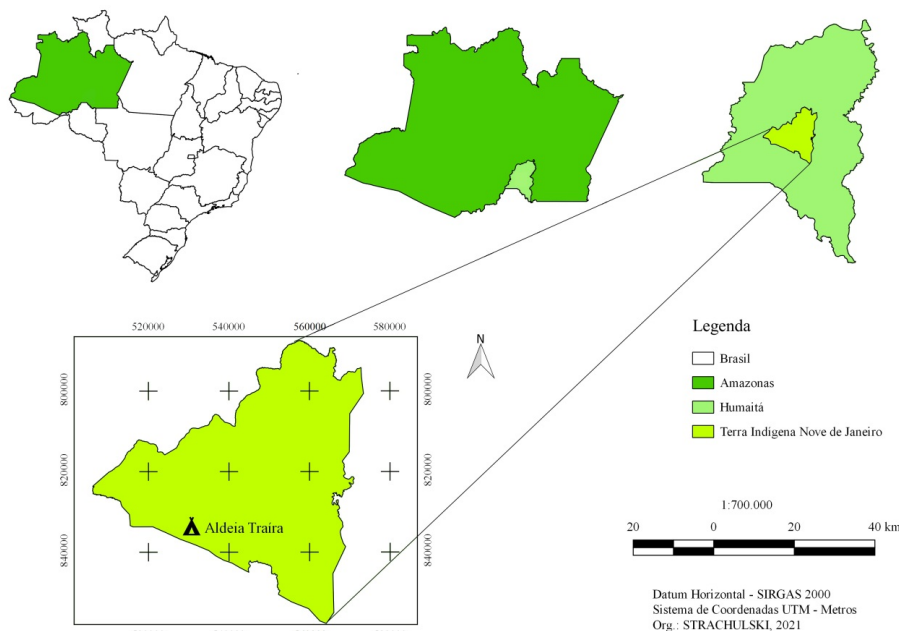 520000 540000 560000 580000
800000 800000
820000 820000
840000 840000
Aldeia Traíra
N
Legenda
Brasil
Amazonas
Humaitá
Terra Indigena Nove de Janeiro
1:700.000
20 0 20 40 km
Datum Horizontal - SIRGAS 2000
Sistema de Coordenadas UTM - Metros
Org.: STRACHULSKI, 2021